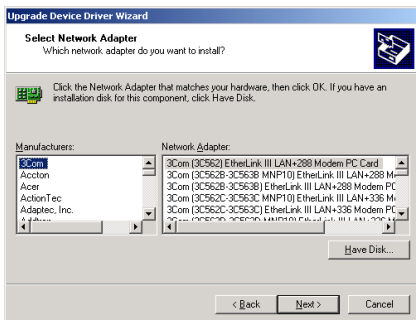 Upgrade Device Driver Wizard
Select Network Adapter
Which network adapter do you want to install?
Click the Network Adapter that matches your hardware, then click OK. If you have an
installation disk for this component, click Have Disk.
Manufacturers:
3Com
Accton
Acer
ActionTec
Adaptec, Inc.
Network Adapter:
3Com (3C562) EtherLink III LAN+288 Modem PC Card
3Com (3C562B-3C563B MNP10) EtherLink III LAN+288 Mo
3Com (3C562B-3C563B) EtherLink III LAN+288 Modem PC
3Com (3C562C-3C563C MNP10) EtherLink III LAN+336 Mo
3Com (3C562C-3C563C) EtherLink III LAN+336 Modem PC
Have Disk...
< Back
Next >
Cancel